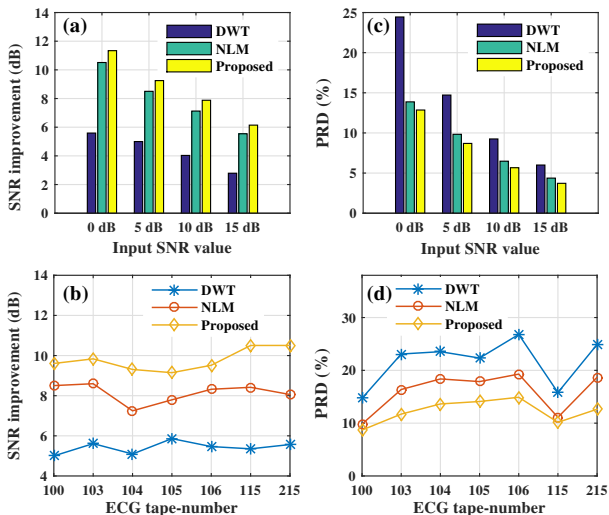 (a)
DWT
NLM
Proposed
SNR improvement (dB)
14
12
10
8
6
4
2
0
0 dB
5 dB
10 dB
15 dB
Input SNR value
(c)
DWT
NLM
Proposed
PRD (%)
25
20
15
10
5
0
0 dB
5 dB
10 dB
15 dB
Input SNR value
(b)
DWT
NLM
Proposed
SNR improvement (dB)
14
12
10
8
6
4
100
103
104
105
106
115
215
ECG tape-number
(d)
DWT
NLM
Proposed
PRD (%)
30
20
10
0
100
103
104
105
106
115
215
ECG tape-number